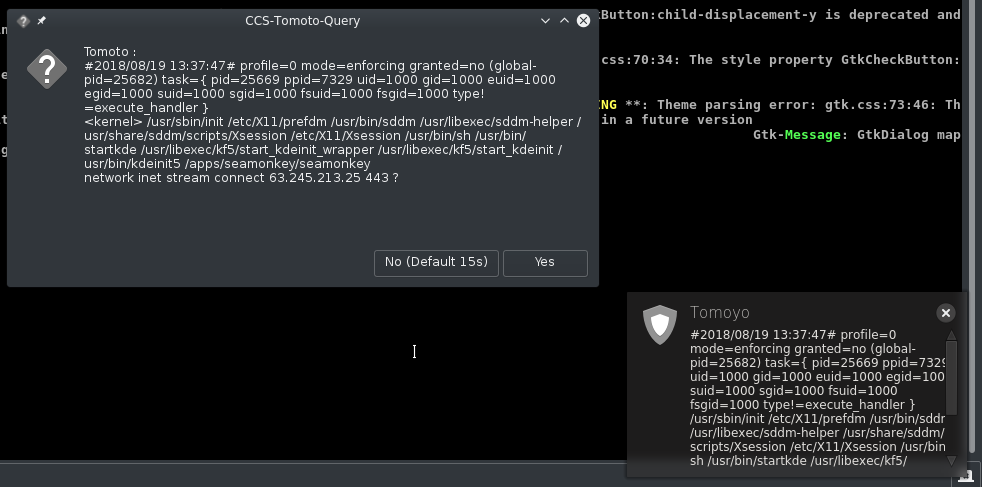 CCS-Tomoto-Query
Tomoto :
#2018/08/19 13:37:47# profile=0 mode=enforcing granted=no (global-
pid=25682) task={ pid=25669 ppid=7329 uid=1000 gid=1000 euid=1000
egid=1000 suid=1000 sgid=1000 fsuid=1000 fsgid=1000 type!
=execute_handler }
<kernel> /usr/sbin/init /etc/X11/prefdm /usr/bin/sddm /usr/libexec/sddm-helper /
usr/share/sddm/scripts/Xsession /etc/X11/Xsession /usr/bin/sh /usr/bin/
startkde /usr/libexec/kf5/start_kdeinit_wrapper /usr/libexec/kf5/start_kdeinit /
usr/bin/kdeinit5 /apps/seamonkey/seamonkey
network inet stream connect 63.245.213.25 443 ?
No (Default 15s)
Yes
Button:child-displacement-y is deprecated and
css:70:34: The style property GtkCheckButton:
NG **: Theme parsing error: gtk.css:73:46: Th
in a future version
Gtk-Message: GtkDialog map
Tomoyo
#2018/08/19 13:37:47# profile=0
mode=enforcing granted=no (global-
pid=25682) task={ pid=25669 ppid=7329
uid=1000 gid=1000 euid=1000 egid=100
suid=1000 sgid=1000 fsuid=1000
fsgid=1000 type!=execute_handler }
/usr/sbin/init /etc/X11/prefdm /usr/bin/sddr
/usr/libexec/sddm-helper /usr/share/sddm/
scripts/Xsession /etc/X11/Xsession /usr/bin
sh /usr/bin/startkde /usr/libexec/kf5/